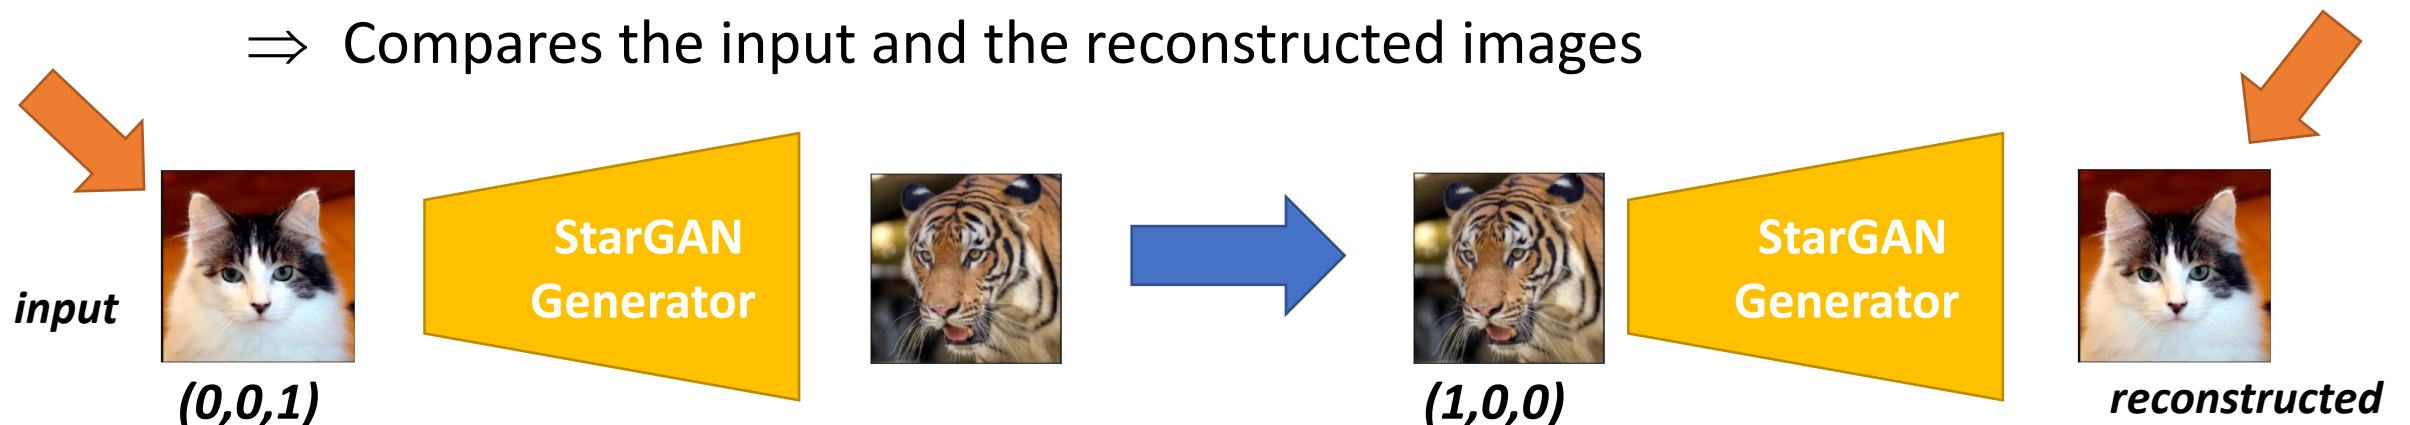 ⇒ Compares the input and the reconstructed images
input
(0,0,1)
StarGAN
Generator
(1,0,0)
StarGAN
Generator
reconstructed